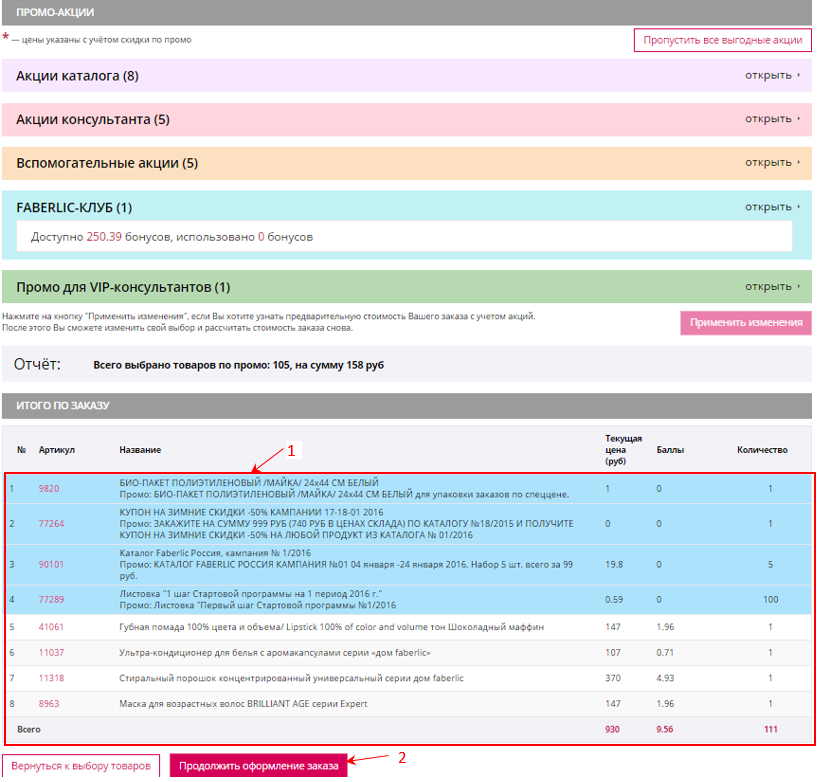 ПРОМО-АКЦИИ
* — цены указаны с учётом скидки по промо
Пропустить все выгодные акции
Акции каталога (8) открыть
Акции консультанта (5) открыть
Вспомогательные акции (5) открыть
FABERLIC-КЛУБ (1) открыть
Доступно 250.39 бонусов, использовано 0 бонусов
Промо для VIP-консультантов (1) открыть
Нажмите на кнопку "Применить изменения", если Вы хотите узнать предварительную стоимость Вашего заказа с учетом акций.
После этого Вы сможете изменить свой выбор и рассчитать стоимость заказа снова.
Применить изменения
Отчёт: Всего выбрано товаров по промо: 105, на сумму 158 руб
ИТОГО ПО ЗАКАЗУ
1
№ Артикул Название Текущая цена (руб) Баллы Количество
1 9820 БИО-ПАКЕТ ПОЛИЭТИЛЕНОВЫЙ /МАЙКА/ 24x44 СМ БЕЛЫЙ
Промо: БИО-ПАКЕТ ПОЛИЭТИЛЕНОВЫЙ /МАЙКА/ 24x44 СМ БЕЛЫЙ для упаковки заказов по спеццене. 1 0 1
2 77264 КУПОН НА ЗИМНИЕ СКИДКИ -50% КАМПАНИИ 17-18-01 2016
Промо: ЗАКАЖИТЕ НА СУММУ 999 РУБ (740 РУБ В ЦЕНАХ СКЛАДА) ПО КАТАЛОГУ №18/2015 И ПОЛУЧИТЕ
КУПОН НА ЗИМНИЕ СКИДКИ -50% НА ЛЮБОЙ ПРОДУКТ ИЗ КАТАЛОГА № 01/2016 0 0 1
3 90101 Каталог Faberlic Россия, кампания № 1/2016
Промо: КАТАЛОГ FABERLIC РОССИЯ КАМПАНИЯ №01 04 января -24 января 2016. Набор 5 шт. всего за 99
руб. 19.8 0 5
4 77289 Листовка "1 шаг Стартовой программы на 1 период 2016 г."
Промо: Листовка "Первый шаг Стартовой программы №1/2016 0.59 0 100
5 41061 Губная помада 100% цвета и объема/ Lipstick 100% of color and volume тон Шоколадный маффин 147 1.96 1
6 11037 Ультра-кондиционер для белья с аромакапсулами серии «дом faberlic» 107 0.71 1
7 11318 Стиральный порошок концентрированный универсальный серии дом faberlic 370 4.93 1
8 8963 Маска для возрастных волос BRILLIANT AGE серии Expert 147 1.96 1
Всего 930 9.56 111
2
Вернуться к выбору товаров Продолжить оформление заказа